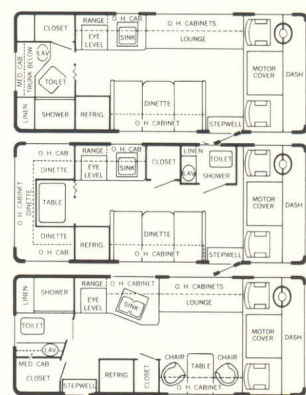 CLOSET
RANGE
O. H. CAB
O. H. CABINETS
EYE LEVEL
SINK
LOUNGE
MED. CAB
TRUNK BELOW
LAV
TOILET
MOTOR COVER
DASH
LINEN
SHOWER
REFRIG
DINETTE
O. H. CABINET
STEPWELL
O. H. CAB
RANGE
O. H. CAB
LINEN
TOILET
DINETTE
EYE LEVEL
SINK
CLOSET
LAV
SHOWER
O. H. CABINET
DINETTE
TABLE
MOTOR COVER
DASH
DINETTE
DINETTE
O. H. CAB
REFRIG
O. H. CABINET
STEPWELL
LINEN
SHOWER
RANGE
O. H. CABINET
O. H. CABINETS
EYE LEVEL
SINK
LOUNGE
TOILET
MOTOR COVER
DASH
LAV
MED. CAB
CLOSET
STEPWELL
REFRIG
CLOSET
CHAIR
TABLE
CHAIR
O. H. CABINET